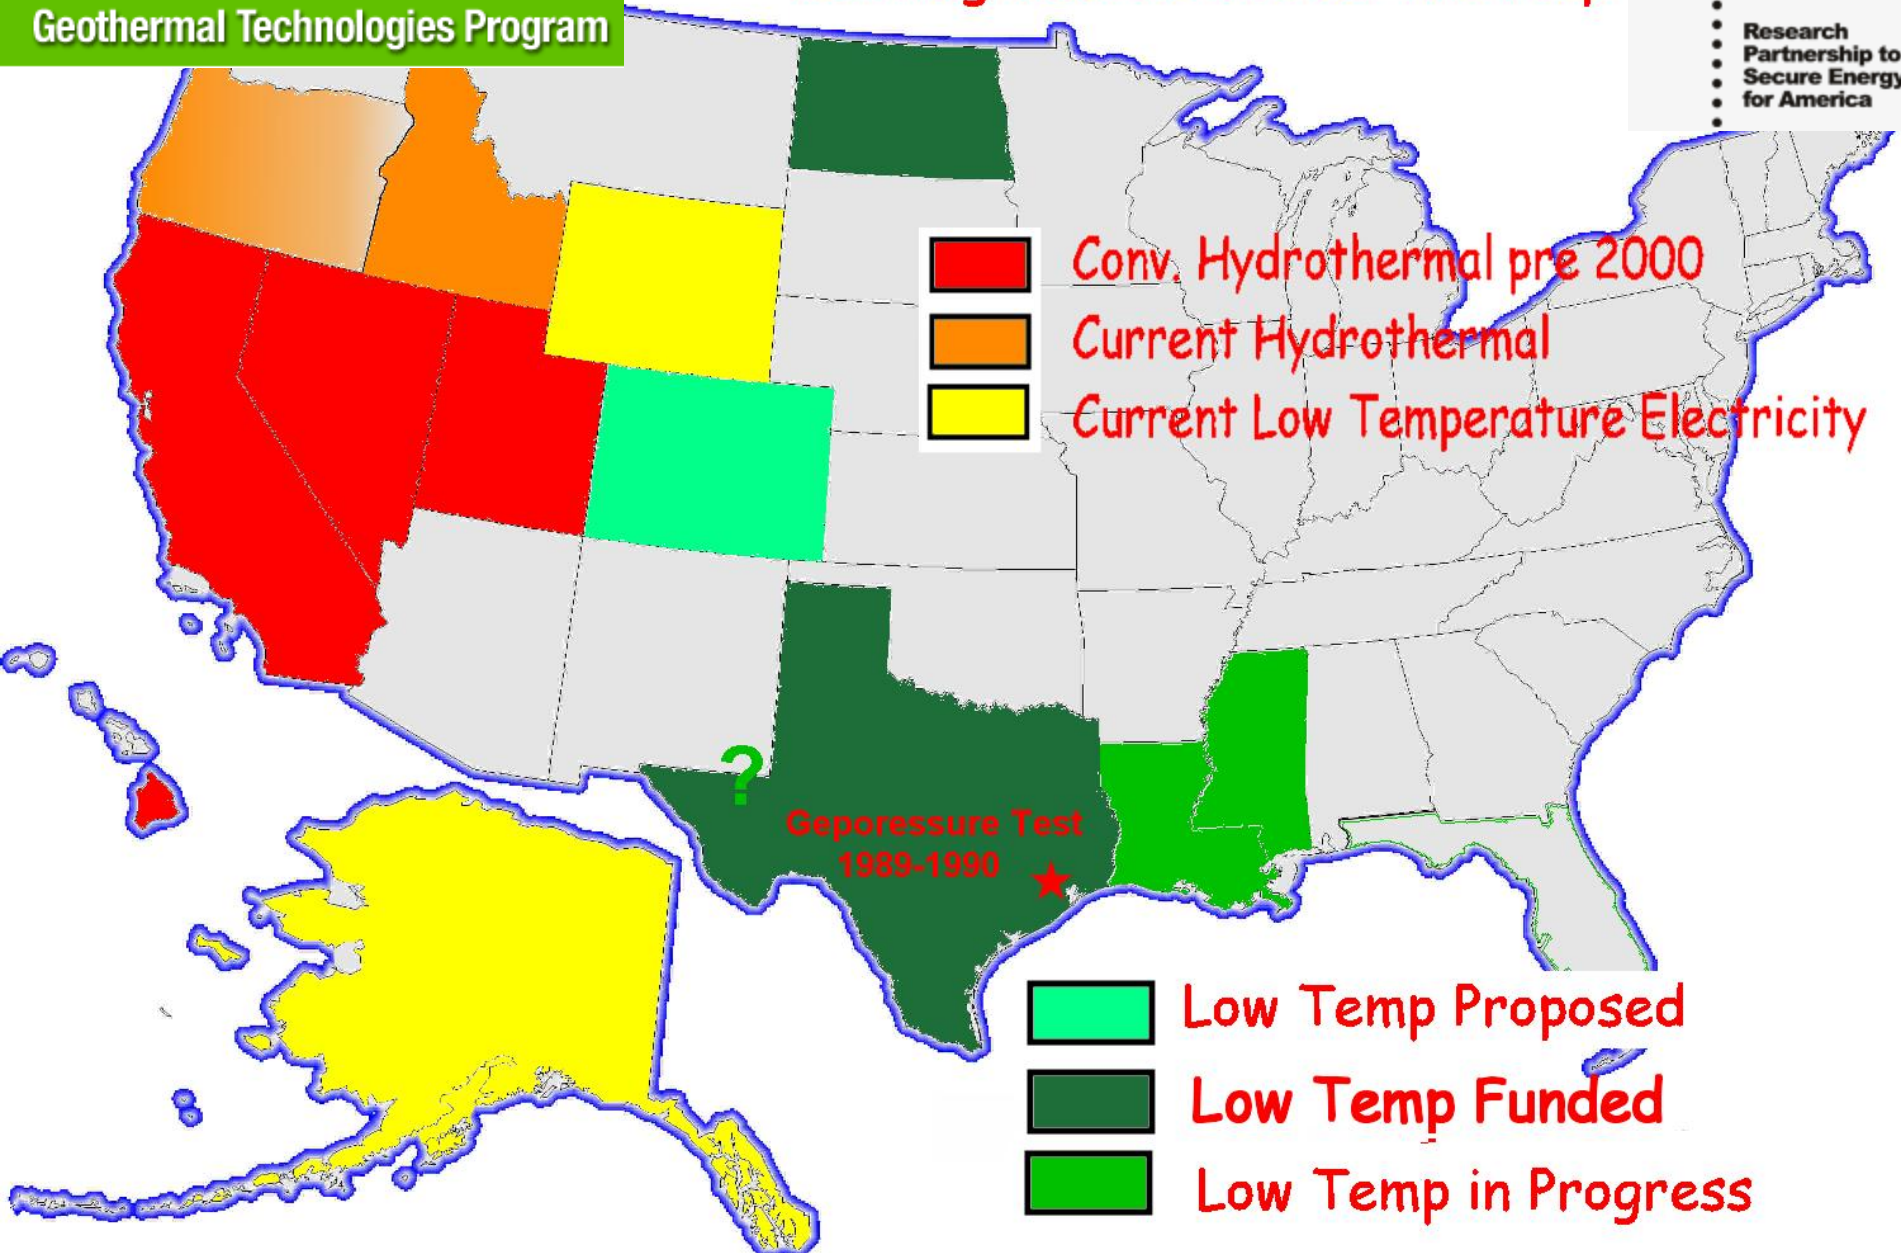 Geothermal Technologies Program
Research
Partnership to
Secure Energy
for America
Conv. Hydrothermal pre 2000
Current Hydrothermal
Current Low Temperature Electricity
?
Geporessure Test
1989-1990
Low Temp Proposed
Low Temp Funded
Low Temp in Progress